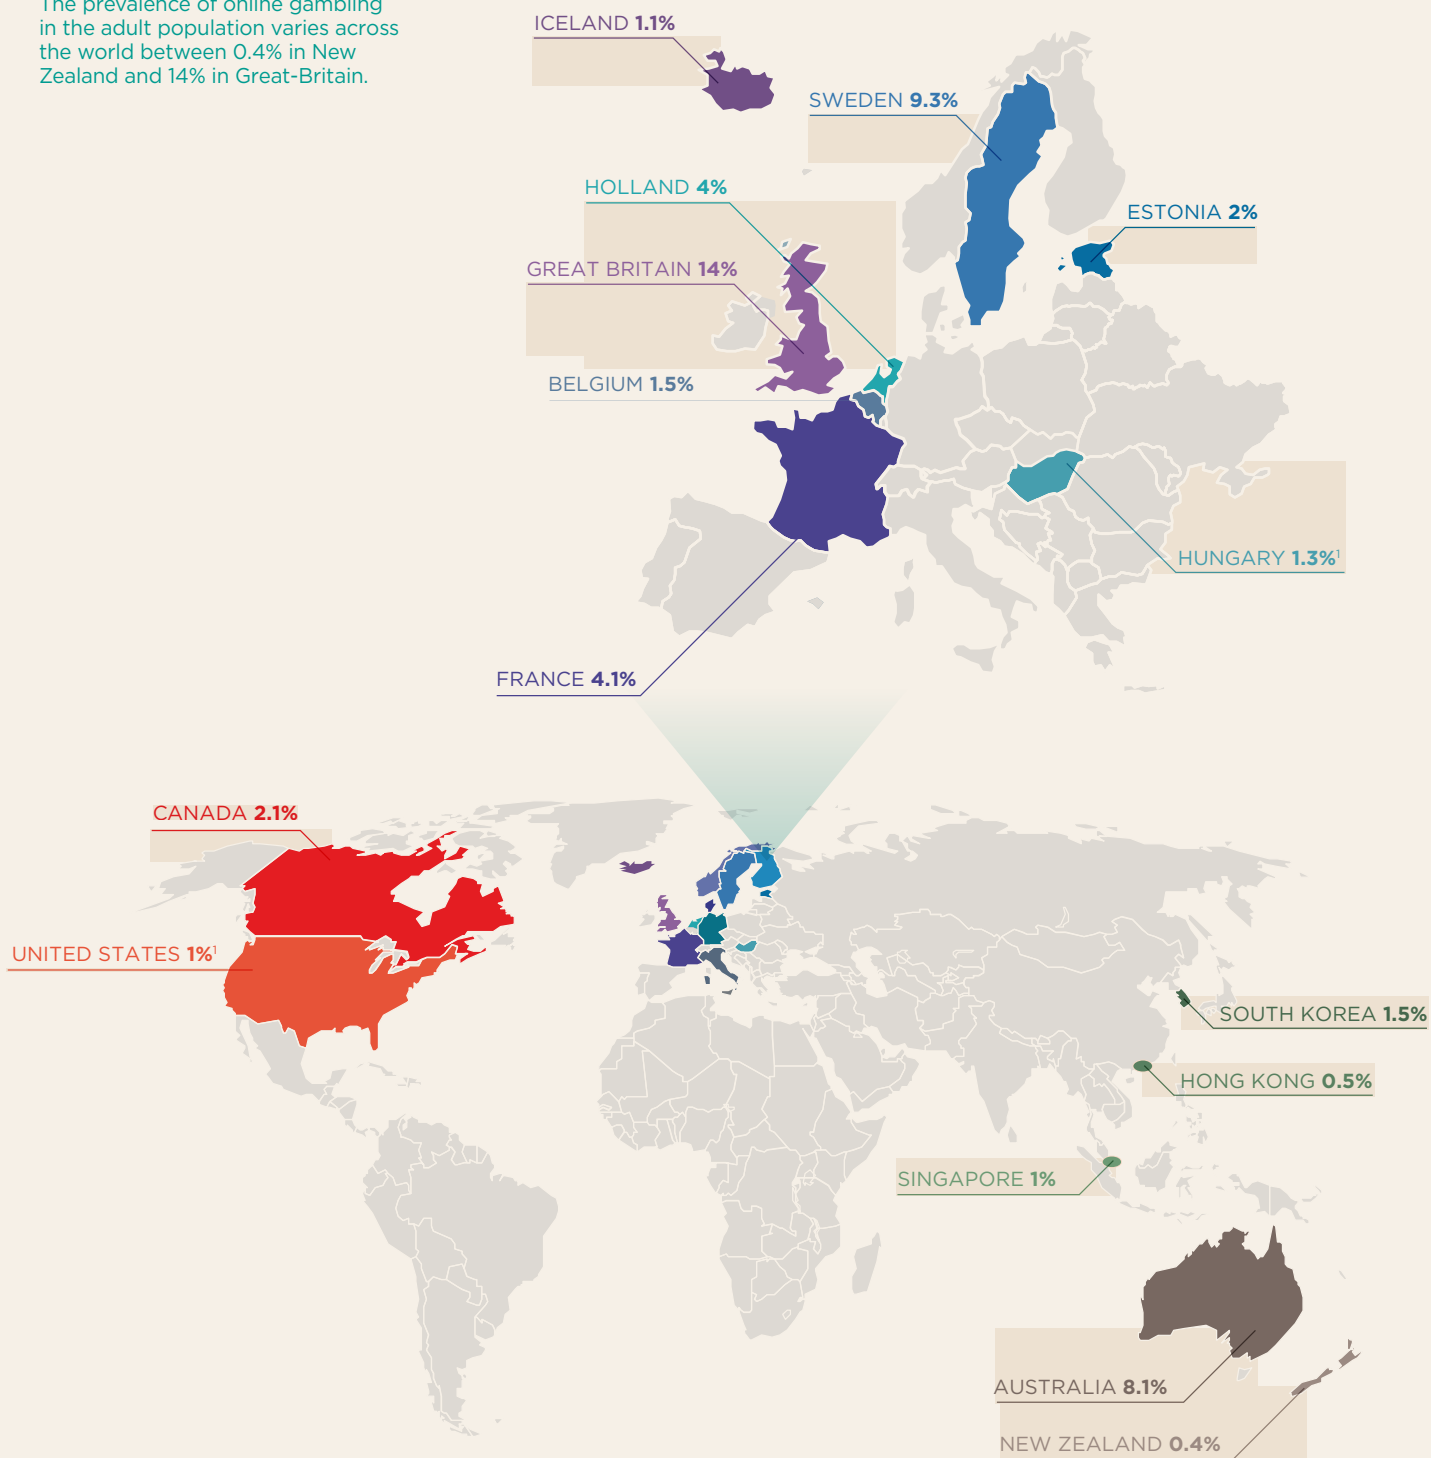 The prevalence of online gambling
in the adult population varies across
the world between 0.4% in New
Zealand and 14% in Great-Britain.
ICELAND 1.1%
SWEDEN 9.3%
HOLLAND 4%
ESTONIA 2%
GREAT BRITAIN 14%
BELGIUM 1.5%
HUNGARY 1.3%¹
FRANCE 4.1%
CANADA 2.1%
UNITED STATES 1%¹
SOUTH KOREA 1.5%
HONG KONG 0.5%
SINGAPORE 1%
AUSTRALIA 8.1%
NEW ZEALAND 0.4%